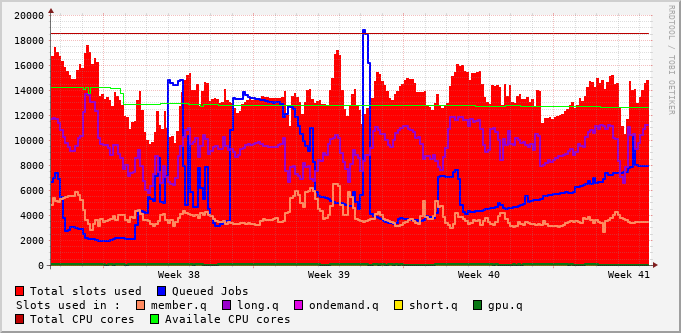 20000
18000
16000
14000
12000
10000
8000
6000
4000
2000
0
Week 38 Week 39 Week 40 Week 41
Total slots used Queued Jobs
Slots used in : member.q long.q ondemand.q short.q gpu.q
Total CPU cores Availale CPU cores
RRDTOOL / TOBI OETIKER